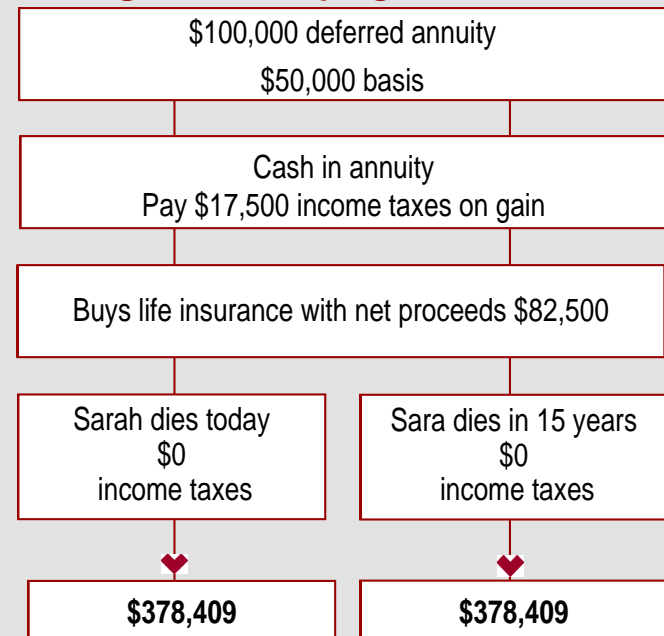 $100,000 deferred annuity
$50,000 basis
Cash in annuity
Pay $17,500 income taxes on gain
Buys life insurance with net proceeds $82,500
Sarah dies today
$0
income taxes
Sara dies in 15 years
$0
income taxes
$378,409
$378,409